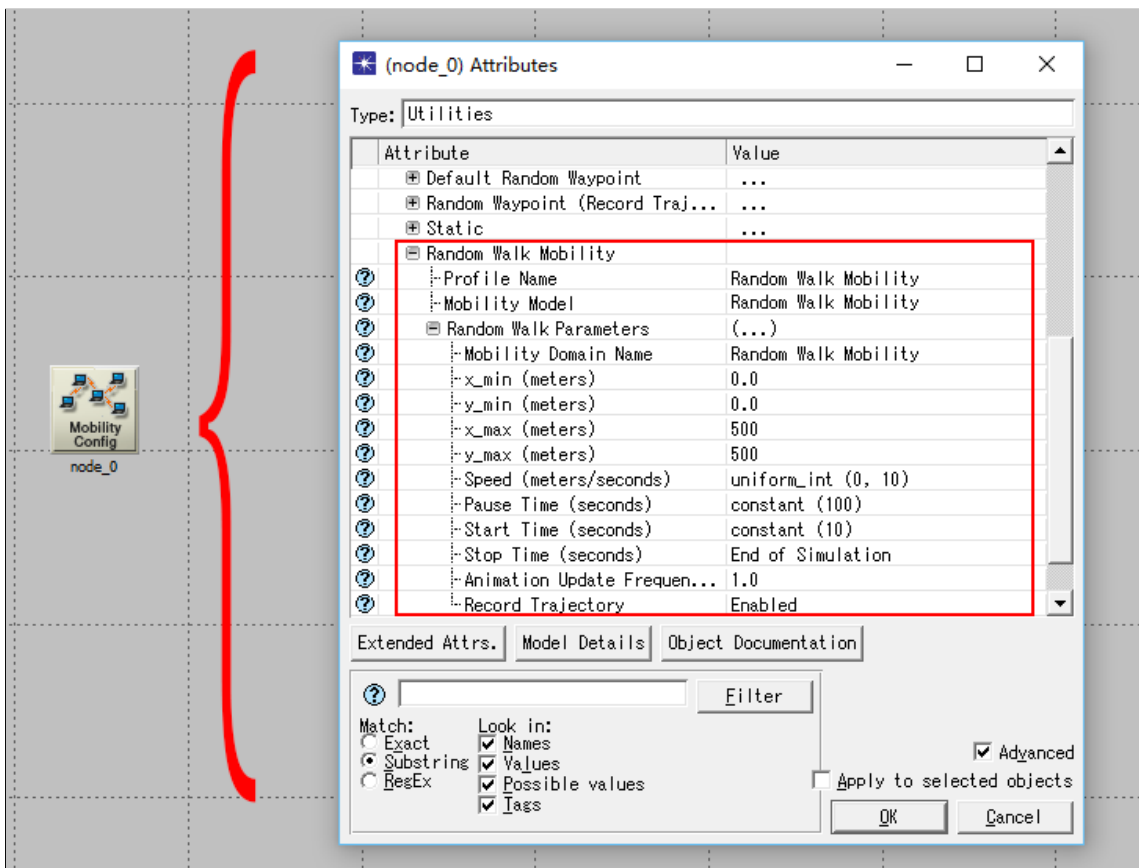 (node_0) Attributes
Type: Utilities
Attribute Value
Default Random Waypoint ...
Random Waypoint (Record Traj... ...
Static ...
Random Walk Mobility
Profile Name Random Walk Mobility
Mobility Model Random Walk Mobility
Random Walk Parameters (...)
Mobility Domain Name Random Walk Mobility
x_min (meters) 0.0
y_min (meters) 0.0
x_max (meters) 500
y_max (meters) 500
Speed (meters/seconds) uniform_int (0, 10)
Pause Time (seconds) constant (100)
Start Time (seconds) constant (10)
Stop Time (seconds) End of Simulation
Animation Update Frequen... 1.0
Record Trajectory Enabled
Extended Attrs. Model Details Object Documentation
Filter
Match: Look in:
Exact Names
Substring Values
RegEx Possible values
Tags
Advanced
Apply to selected objects
OK Cancel
Mobility
Config
node_0